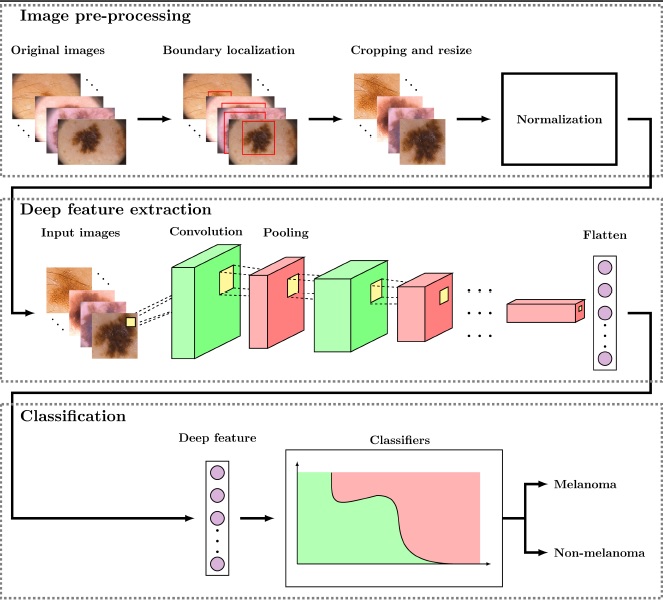 Image pre-processing
Original images
Boundary localization
Cropping and resize
Normalization
Deep feature extraction
Input images
Convolution
Pooling
Flatten
Classification
Deep feature
Classifiers
Melanoma
Non-melanoma